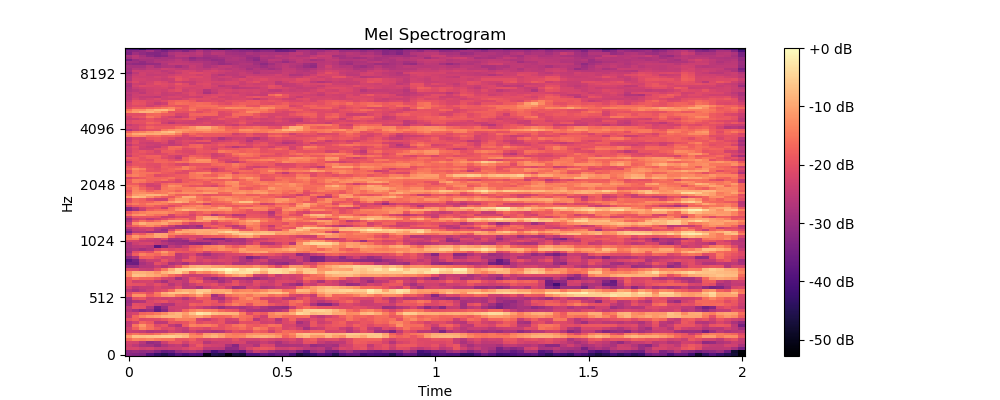 Mel Spectrogram
8192
4096
2048
1024
512
0
Hz
0
0.5
1
1.5
2
Time
+0 dB
-10 dB
-20 dB
-30 dB
-40 dB
-50 dB